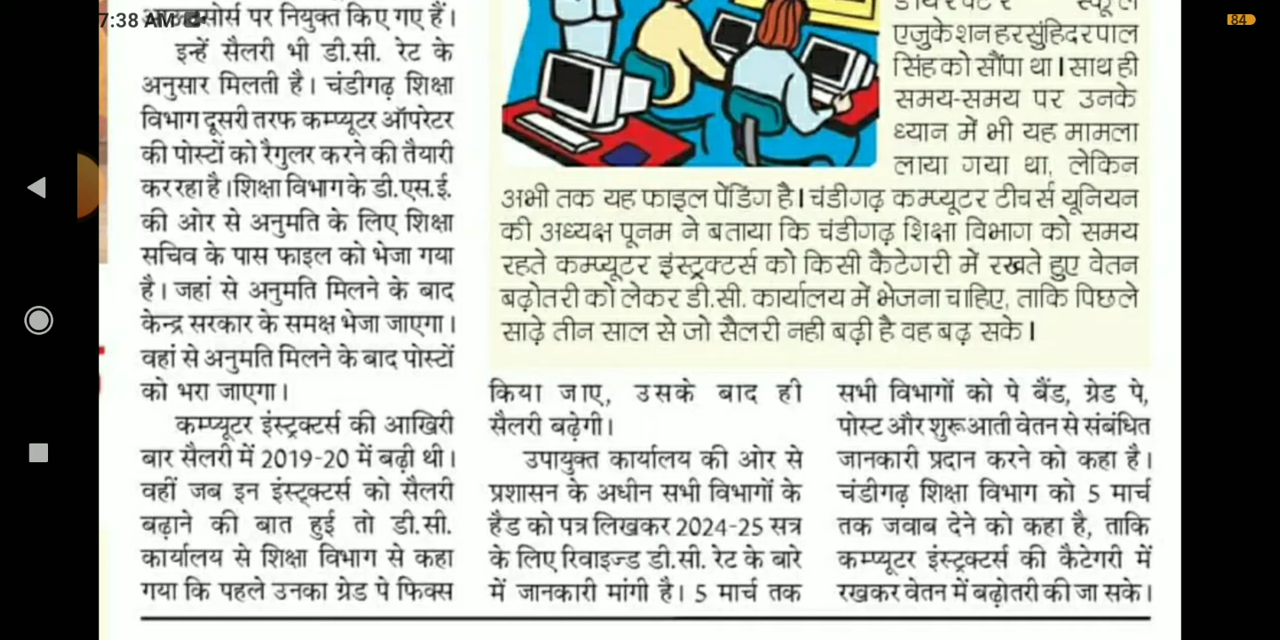 7:38 AM
84
सोर्स पर नियुक्त किए गए हैं।
इन्हें सैलरी भी डी.सी. रेट के
अनुसार मिलती है। चंडीगढ़ शिक्षा
विभाग दूसरी तरफ कम्प्यूटर ऑपरेटर
की पोस्टों को रैगुलर करने की तैयारी
कर रहा है। शिक्षा विभाग के डी.एस.ई.
की ओर से अनुमति के लिए शिक्षा
सचिव के पास फाइल को भेजा गया
है। जहां से अनुमति मिलने के बाद
केन्द्र सरकार के समक्ष भेजा जाएगा।
वहां से अनुमति मिलने के बाद पोस्टों
को भरा जाएगा।
कम्प्यूटर इंस्ट्रक्टर्स की आखिरी
बार सैलरी में 2019-20 में बढ़ी थी।
वहीं जब इन इंस्ट्रक्टर्स को सैलरी
बढ़ाने की बात हुई तो डी.सी.
कार्यालय से शिक्षा विभाग से कहा
गया कि पहले उनका ग्रेड पे फिक्स
किया जाए, उसके बाद ही
सैलरी बढ़ेगी।
उपायुक्त कार्यालय की ओर से
प्रशासन के अधीन सभी विभागों के
हैड को पत्र लिखकर 2024-25 सत्र
के लिए रिवाइज्ड डी.सी. रेट के बारे
में जानकारी मांगी है। 5 मार्च तक
सभी विभागों को पे बैंड, ग्रेड पे,
पोस्ट और शुरूआती वेतन से संबंधित
जानकारी प्रदान करने को कहा है।
चंडीगढ़ शिक्षा विभाग को 5 मार्च
तक जवाब देने को कहा है, ताकि
कम्प्यूटर इंस्ट्रक्टर्स की कैटेगरी में
रखकर वेतन में बढ़ोतरी की जा सके।
एजुकेशन हरसुंहिदरपाल
सिंह को सौंपा था। साथ ही
समय-समय पर उनके
ध्यान में भी यह मामला
लाया गया था, लेकिन
अभी तक यह फाइल पेंडिंग है। चंडीगढ़ कम्प्यूटर टीचर्स यूनियन
की अध्यक्ष पूनम ने बताया कि चंडीगढ़ शिक्षा विभाग को समय
रहते कम्प्यूटर इंस्ट्रक्टर्स को किसी कैटेगरी में रखते हुए वेतन
बढ़ोतरी को लेकर डी.सी. कार्यालय में भेजना चाहिए, ताकि पिछले
साढ़े तीन साल से जो सैलरी नही बढ़ी है वह बढ़ सके।